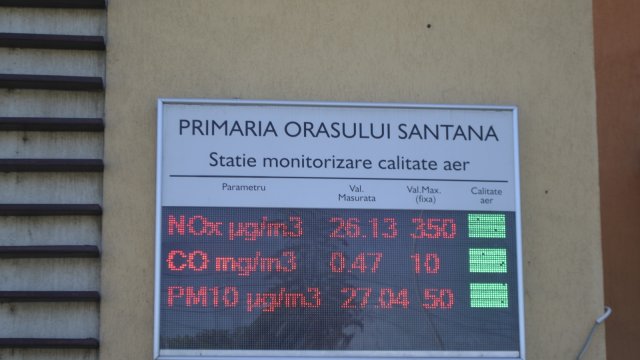 PRIMARIA ORASULUI SANTANA
Statie monitorizare calitate aer
Parametru Val. Masurata Val.Max. (fixa) Calitate aer
NOx µg/m3 26.13 350
CO mg/m3 0.47 10
PM10 µg/m3 27.04 50